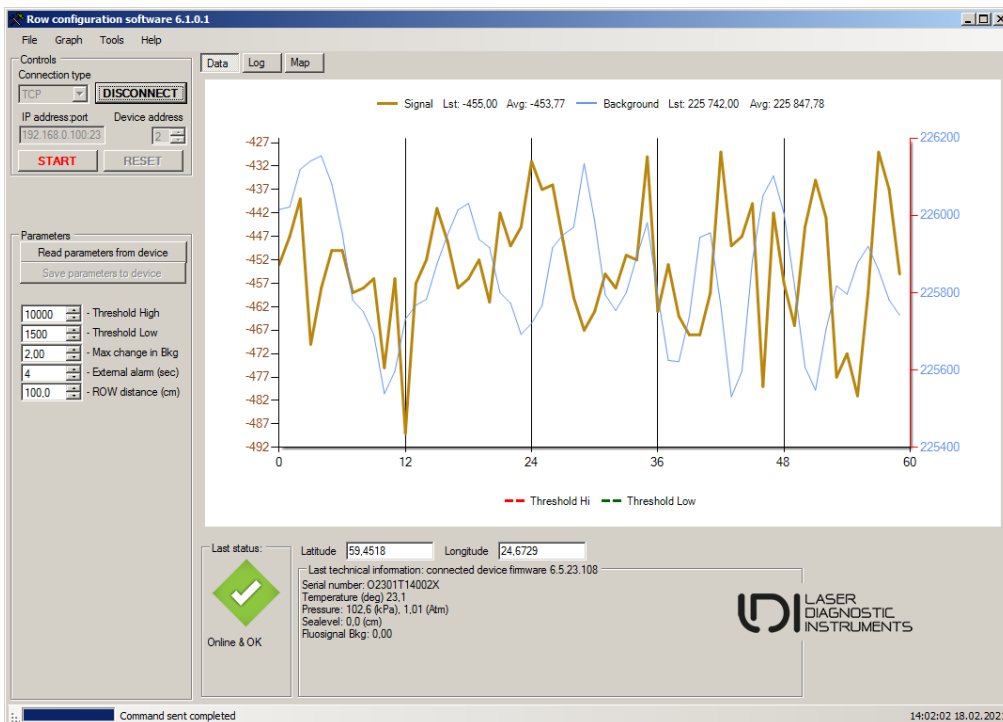 Row configuration software 6.1.0.1
File Graph Tools Help
Controls
Connection type
TCP DISCONNECT
IP address:port Device address
192.168.0.100:23 2
START RESET
Parameters
Read parameters from device
Save parameters to device
10000 - Threshold High
1500 - Threshold Low
2,00 - Max change in Bkg
4 - External alarm (sec)
100,0 - ROW distance (cm)
Data Log Map
Signal Lst: -455,00 Avg: -453,77 Background Lst: 225 742,00 Avg: 225 847,78
-427
-432
-437
-442
-447
-452
-457
-462
-467
-472
-477
-482
-487
-492
226200
226000
225800
225600
225400
0 12 24 36 48 60
Threshold Hi Threshold Low
Last status:
Online & OK
Latitude 59,4518 Longitude 24,6729
Last technical information: connected device firmware 6.5.23.108
Serial number: O2301T14002X
Temperature (deg) 23,1
Pressure: 102,6 (kPa), 1,01 (Atm)
Sealevel: 0,0 (cm)
Fluosignal Bkg: 0,00
LDI LASER
DIAGNOSTIC
INSTRUMENTS
Command sent completed
14:02:02 18.02.202